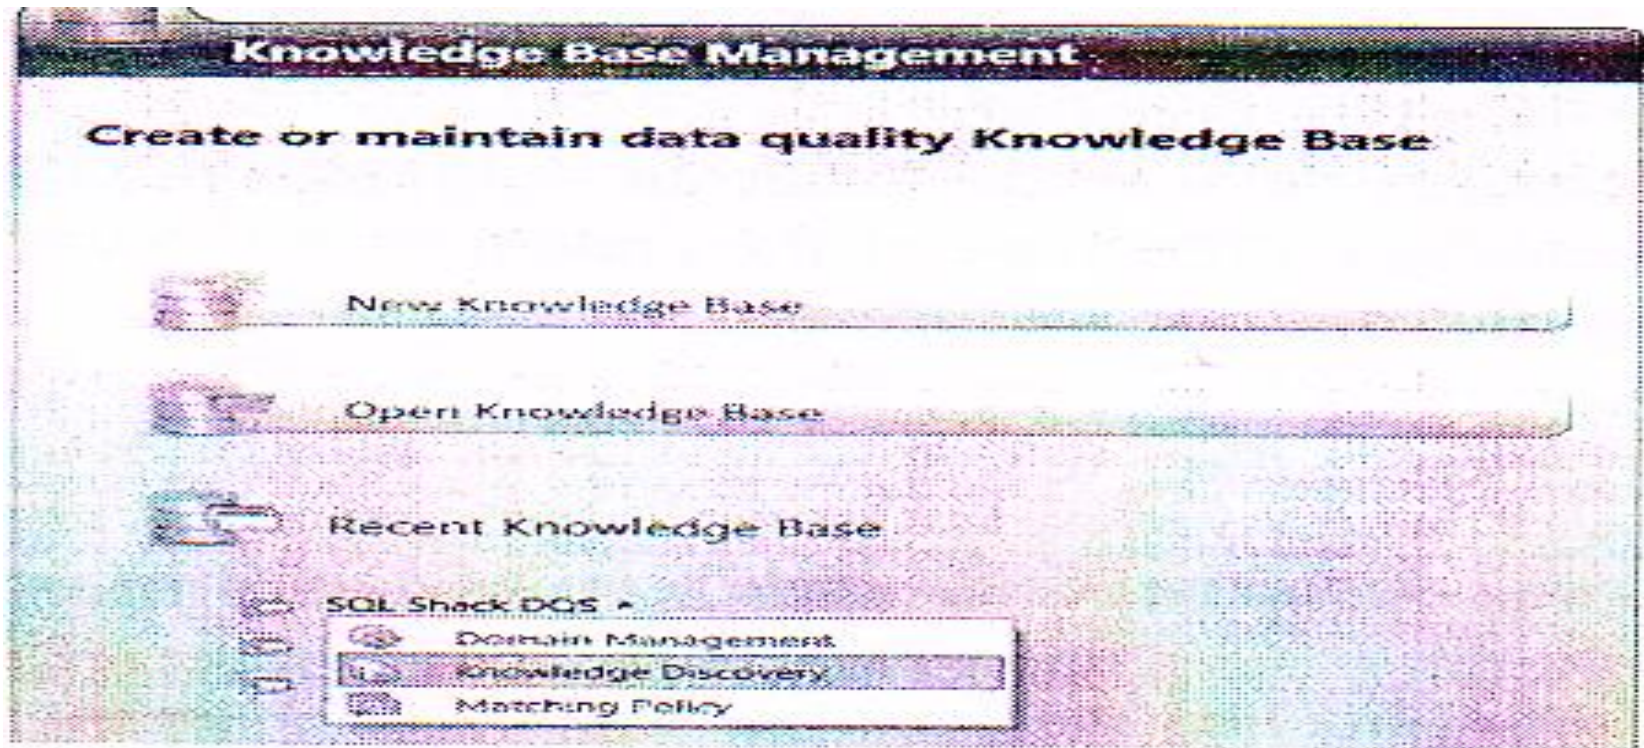 Knowledge Base Management
Create or maintain data quality Knowledge Base
New Knowledge Base
Open Knowledge Base
Recent Knowledge Base
SQL Shack DQS
Domain Management
Knowledge Discovery
Matching Policy